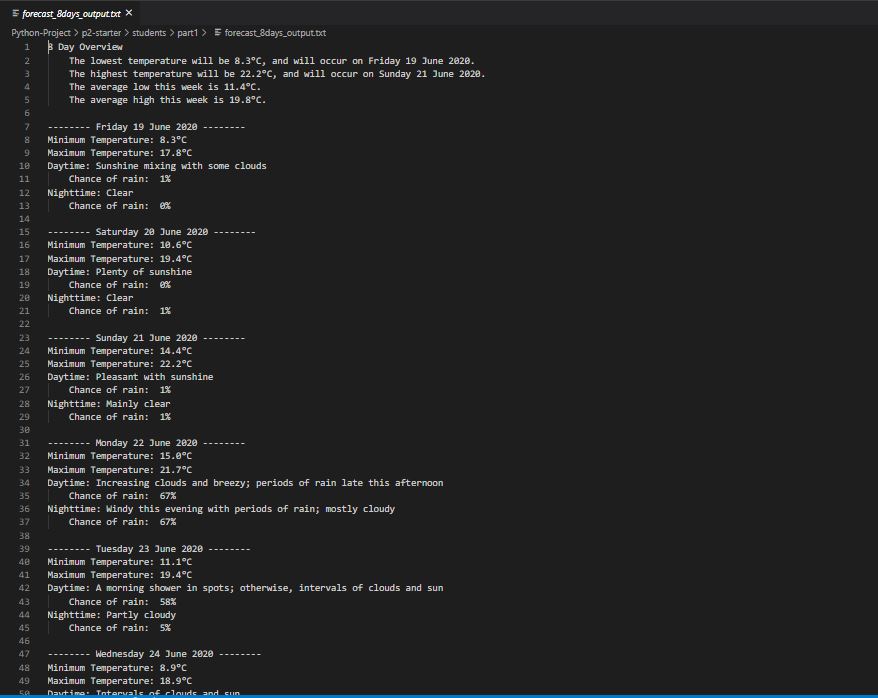 forecast_8days_output.txt ×
Python-Project > p2-starter > students > part1 > forecast_8days_output.txt
1 8 Day Overview
2 The lowest temperature will be 8.3°C, and will occur on Friday 19 June 2020.
3 The highest temperature will be 22.2°C, and will occur on Sunday 21 June 2020.
4 The average low this week is 11.4°C.
5 The average high this week is 19.8°C.
6
7 -------- Friday 19 June 2020 --------
8 Minimum Temperature: 8.3°C
9 Maximum Temperature: 17.8°C
10 Daytime: Sunshine mixing with some clouds
11 Chance of rain:  1%
12 Nighttime: Clear
13 Chance of rain:  0%
14
15 -------- Saturday 20 June 2020 --------
16 Minimum Temperature: 10.6°C
17 Maximum Temperature: 19.4°C
18 Daytime: Plenty of sunshine
19 Chance of rain:  0%
20 Nighttime: Clear
21 Chance of rain:  1%
22
23 -------- Sunday 21 June 2020 --------
24 Minimum Temperature: 14.4°C
25 Maximum Temperature: 22.2°C
26 Daytime: Pleasant with sunshine
27 Chance of rain:  1%
28 Nighttime: Mainly clear
29 Chance of rain:  1%
30
31 -------- Monday 22 June 2020 --------
32 Minimum Temperature: 15.0°C
33 Maximum Temperature: 21.7°C
34 Daytime: Increasing clouds and breezy; periods of rain late this afternoon
35 Chance of rain:  67%
36 Nighttime: Windy this evening with periods of rain; mostly cloudy
37 Chance of rain:  67%
38
39 -------- Tuesday 23 June 2020 --------
40 Minimum Temperature: 11.1°C
41 Maximum Temperature: 19.4°C
42 Daytime: A morning shower in spots; otherwise, intervals of clouds and sun
43 Chance of rain:  58%
44 Nighttime: Partly cloudy
45 Chance of rain:  5%
46
47 -------- Wednesday 24 June 2020 --------
48 Minimum Temperature: 8.9°C
49 Maximum Temperature: 18.9°C
50 Daytime: Intervals of clouds and sun